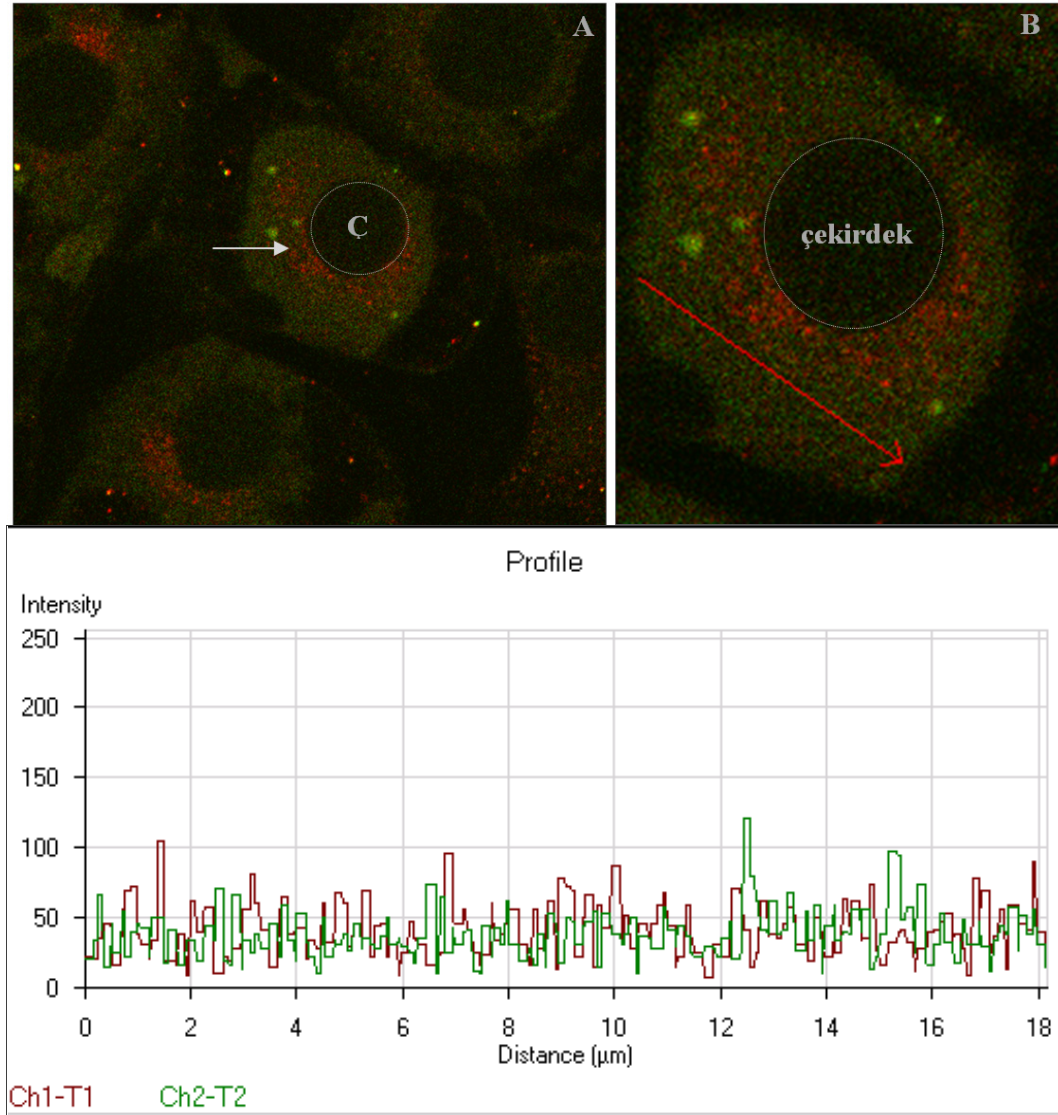 A
B
Ç
çekirdek
Profile
Intensity
250
200
150
100
50
0
0 2 4 6 8 10 12 14 16 18
Distance (µm)
Ch1-T1 Ch2-T2